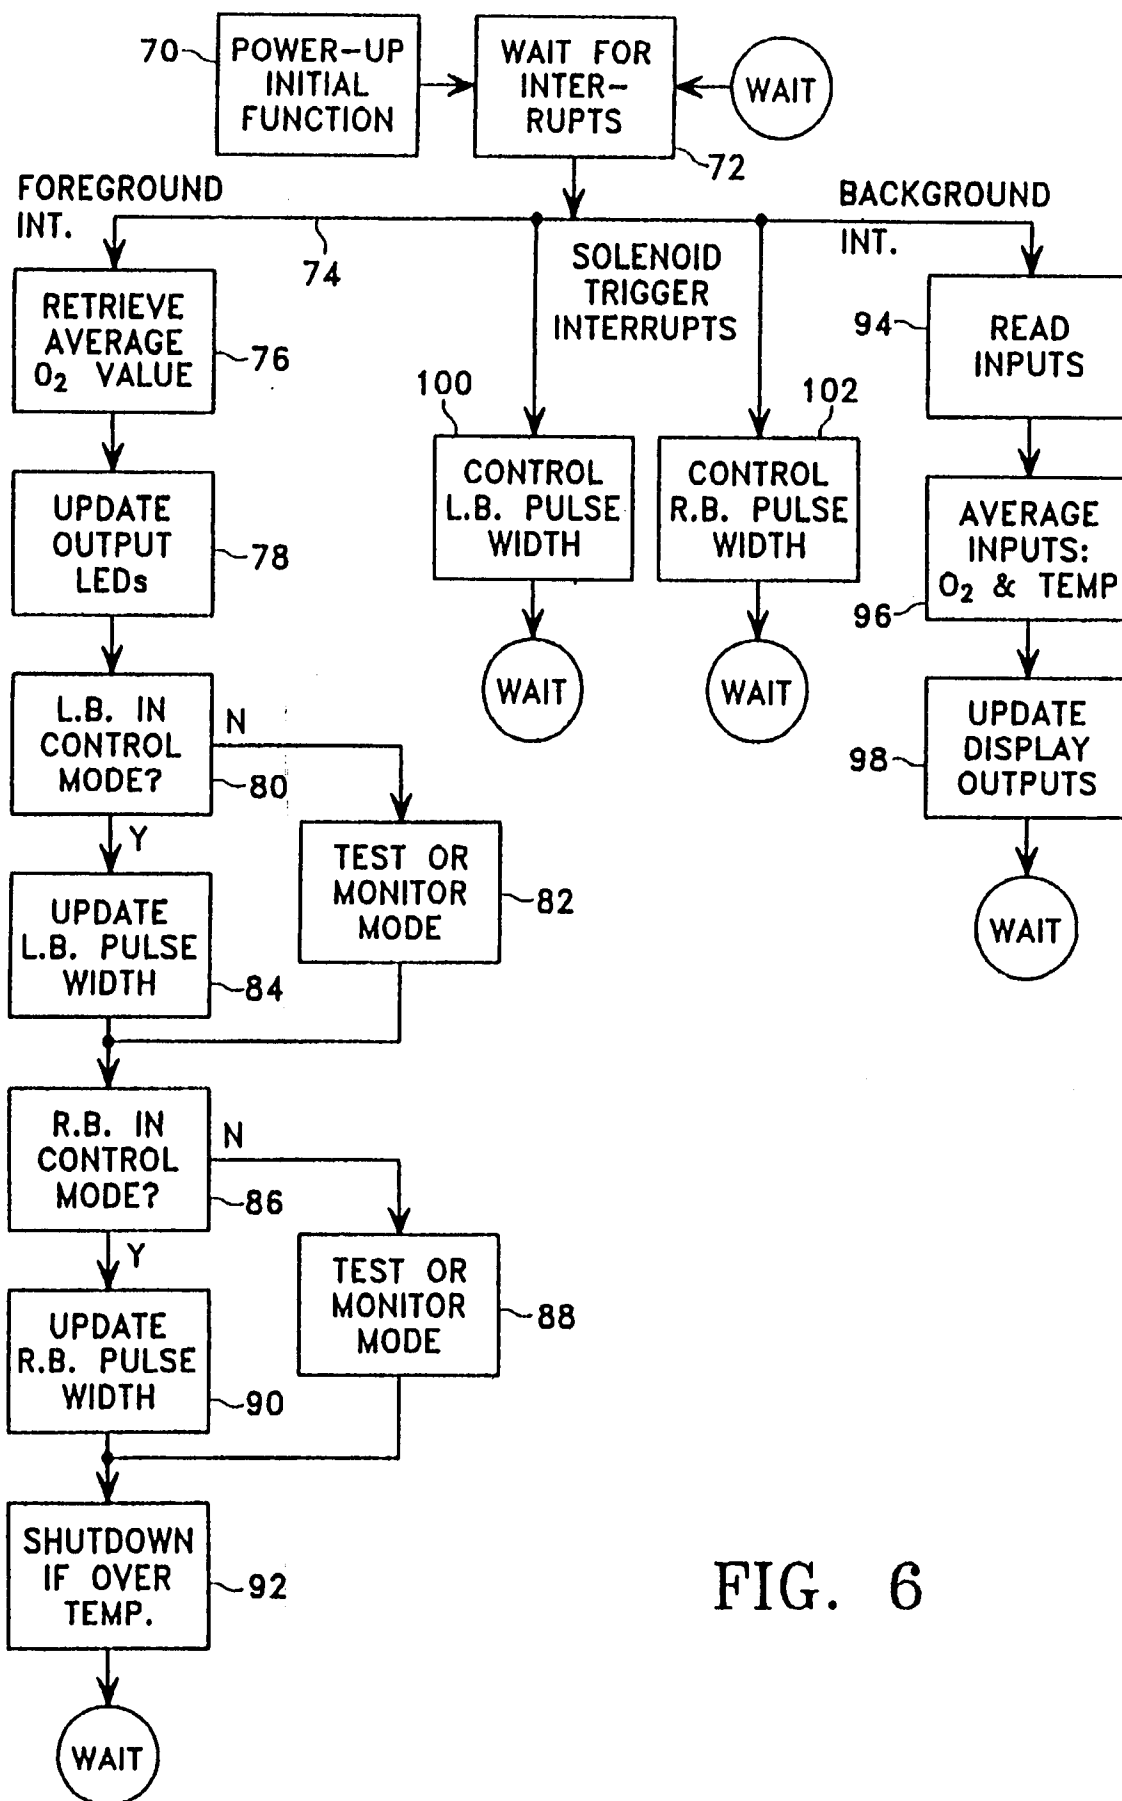 70
POWER-UP
INITIAL
FUNCTION
WAIT FOR
INTER-
RUPTS
72
WAIT
FOREGROUND
INT.
74
SOLENOID
TRIGGER
INTERRUPTS
BACKGROUND
INT.
RETRIEVE
AVERAGE
O₂ VALUE
76
UPDATE
OUTPUT
LEDs
78
L.B. IN
CONTROL
MODE?
80
N
Y
TEST OR
MONITOR
MODE
82
UPDATE
L.B. PULSE
WIDTH
84
R.B. IN
CONTROL
MODE?
86
N
Y
TEST OR
MONITOR
MODE
88
UPDATE
R.B. PULSE
WIDTH
90
SHUTDOWN
IF OVER
TEMP.
92
WAIT
100
CONTROL
L.B. PULSE
WIDTH
WAIT
102
CONTROL
R.B. PULSE
WIDTH
WAIT
94
READ
INPUTS
AVERAGE
INPUTS:
O₂ & TEMP
96
UPDATE
DISPLAY
OUTPUTS
98
WAIT
FIG. 6